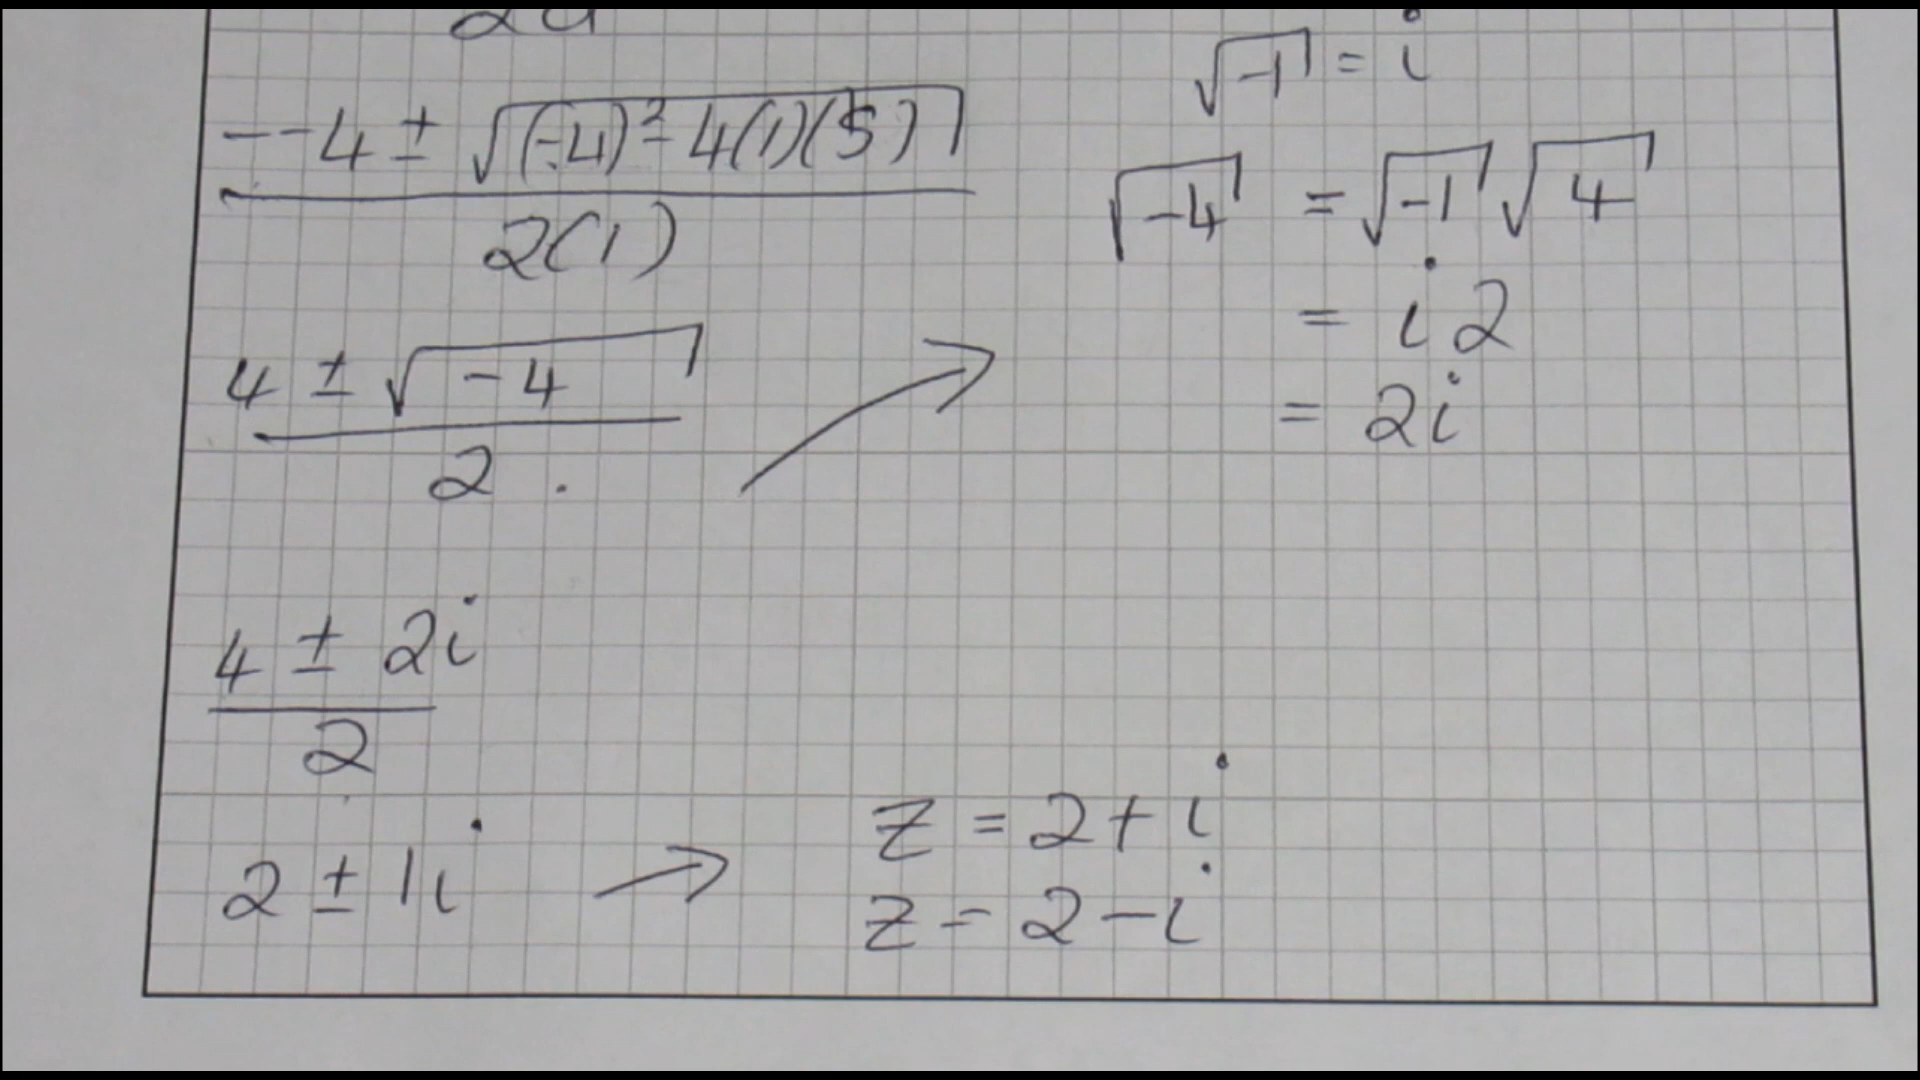 2a
--4 ± √(-4)² - 4(1)(5)
2(1)
4 ± √-4
2
4 ± 2i
2
2 ± 1i →
√-1 = i
√-4 = √-1 √4
= i2
= 2i
z = 2 + i
z = 2 - i